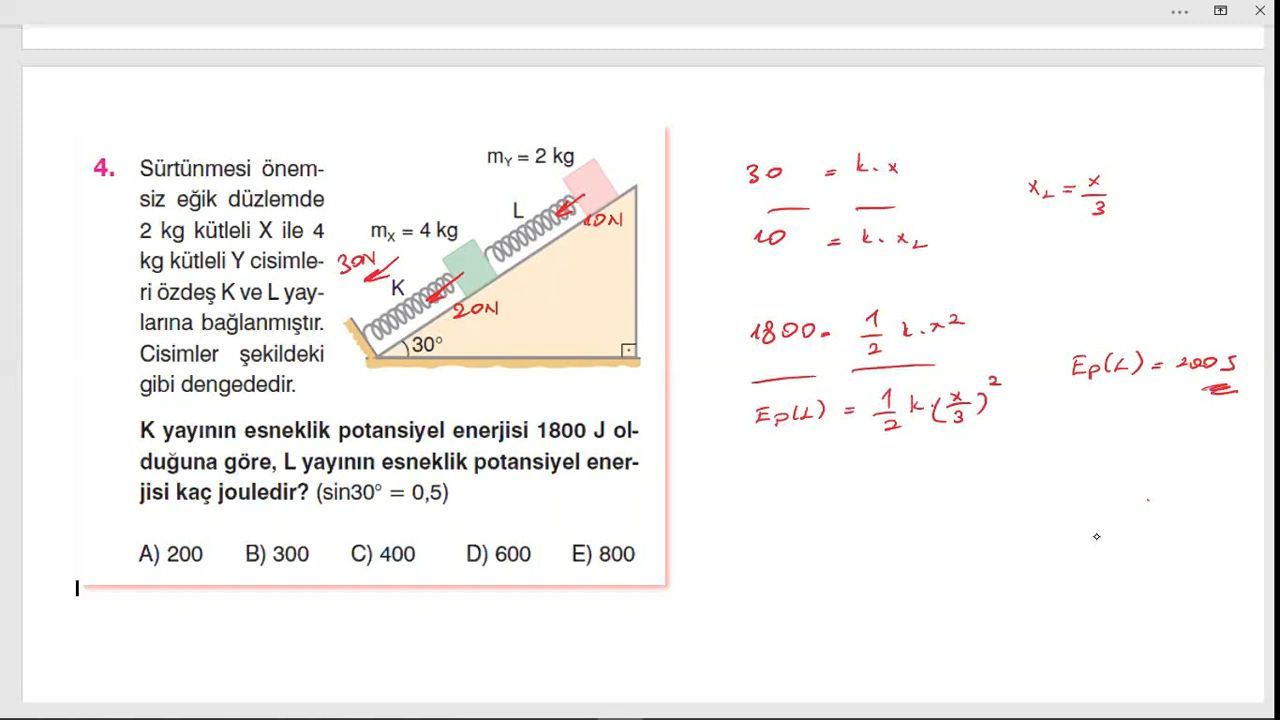 4. Sürtünmesi önem-
siz eğik düzlemde
2 kg kütleli X ile 4
kg kütleli Y cisimle-
ri özdeş K ve L yay-
larına bağlanmıştır.
Cisimler şekildeki
gibi dengededir.
mY = 2 kg
L
10N
mX = 4 kg
30N
K
20N
30°
K yayının esneklik potansiyel enerjisi 1800 J ol-
duğuna göre, L yayının esneklik potansiyel ener-
jisi kaç jouledir? (sin30° = 0,5)
A) 200 B) 300 C) 400 D) 600 E) 800
30 = k.x
10 = k.xL
xL = x/3
1800 = 1/2 k.x²
Ep(L) = 1/2 k.(x/3)²
Ep(L) = 200J